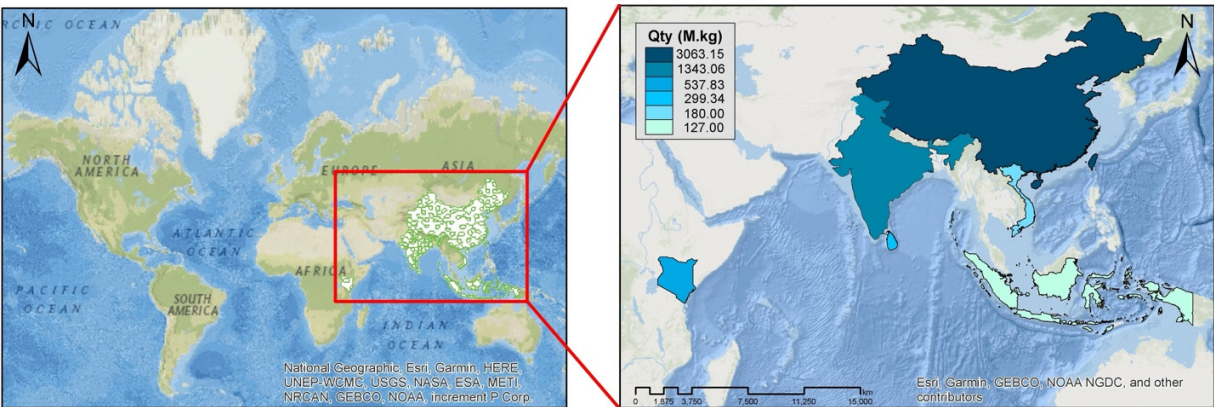 N
ARCTIC OCEAN
OCEAN
NORTH
AMERICA
EUROPE
ASIA
ATLANTIC
OCEAN
AFRICA
PACIFIC
OCEAN
SOUTH
AMERICA
INDIAN
OCEAN
National Geographic, Esri, Garmin, HERE,
UNEP-WCMC, USGS, NASA, ESA, METI,
NRCAN, GEBCO, NOAA, increment P Corp.
Qty (M.kg)
3063.15
1343.06
537.83
299.34
180.00
127.00
N
Esri, Garmin, GEBCO, NOAA NGDC, and other
contributors
km
0 1,875 3,750 7,500 11,250 15,000